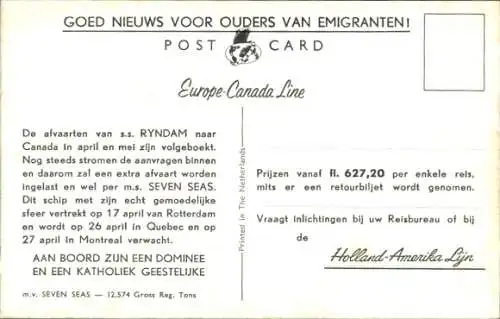 GOED NIEUWS VOOR OUDERS VAN EMIGRANTEN!
POST CARD
Europe-Canada Line
De afvaarten van s.s. RYNDAM naar
Canada in april en mei zijn volgeboekt.
Nog steeds stromen de aanvragen binnen
en daarom zal een extra afvaart worden
ingelast en wel per m.s. SEVEN SEAS.
Dit schip met zijn echt gemoedelijke
sfeer vertrekt op 17 april van Rotterdam
en wordt op 26 april in Quebec en op
27 april in Montreal verwacht.
AAN BOORD ZIJN EEN DOMINEE
EN EEN KATHOLIEK GEESTELIJKE
m.v. SEVEN SEAS — 12.574 Gross Reg. Tons
Printed in The Netherlands
Prijzen vanaf fl. 627,20 per enkele reis,
mits er een retourbiljet wordt genomen.
Vraagt inlichtingen bij uw Reisbureau of bij
de
Holland-Amerika Lijn